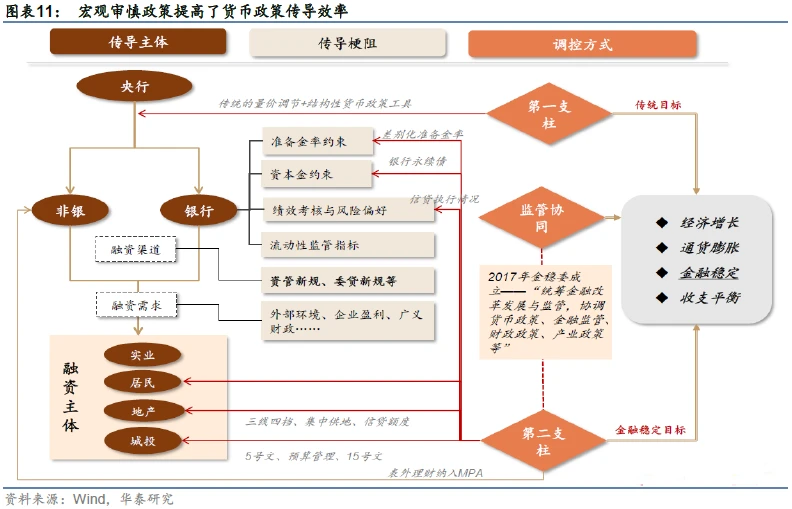 图表11： 宏观审慎政策提高了货币政策传导效率
传导主体
传导梗阻
调控方式
央行
传统的量价调节+结构性货币政策工具
第一支
柱
传统目标
准备金率约束
差别化准备金率
资本金约束
银行永续债
非银
银行
绩效考核与风险偏好
信贷执行情况
监管协
同
流动性监管指标
融资渠道
资管新规、委贷新规等
融资需求
外部环境、企业盈利、广义
财政……
2017年金稳委成
立——“统筹金融改
革发展与监管，协调
货币政策、金融监管、
财政政策、产业政策
等”
◆ 经济增长
◆ 通货膨胀
◆ 金融稳定
◆ 收支平衡
融资主体
实业
居民
地产
城投
三线四档、集中供地、信贷额度
5号文、预算管理、15号文
第二支
柱
金融稳定目标
表外理财纳入MPA
资料来源：Wind，华泰研究